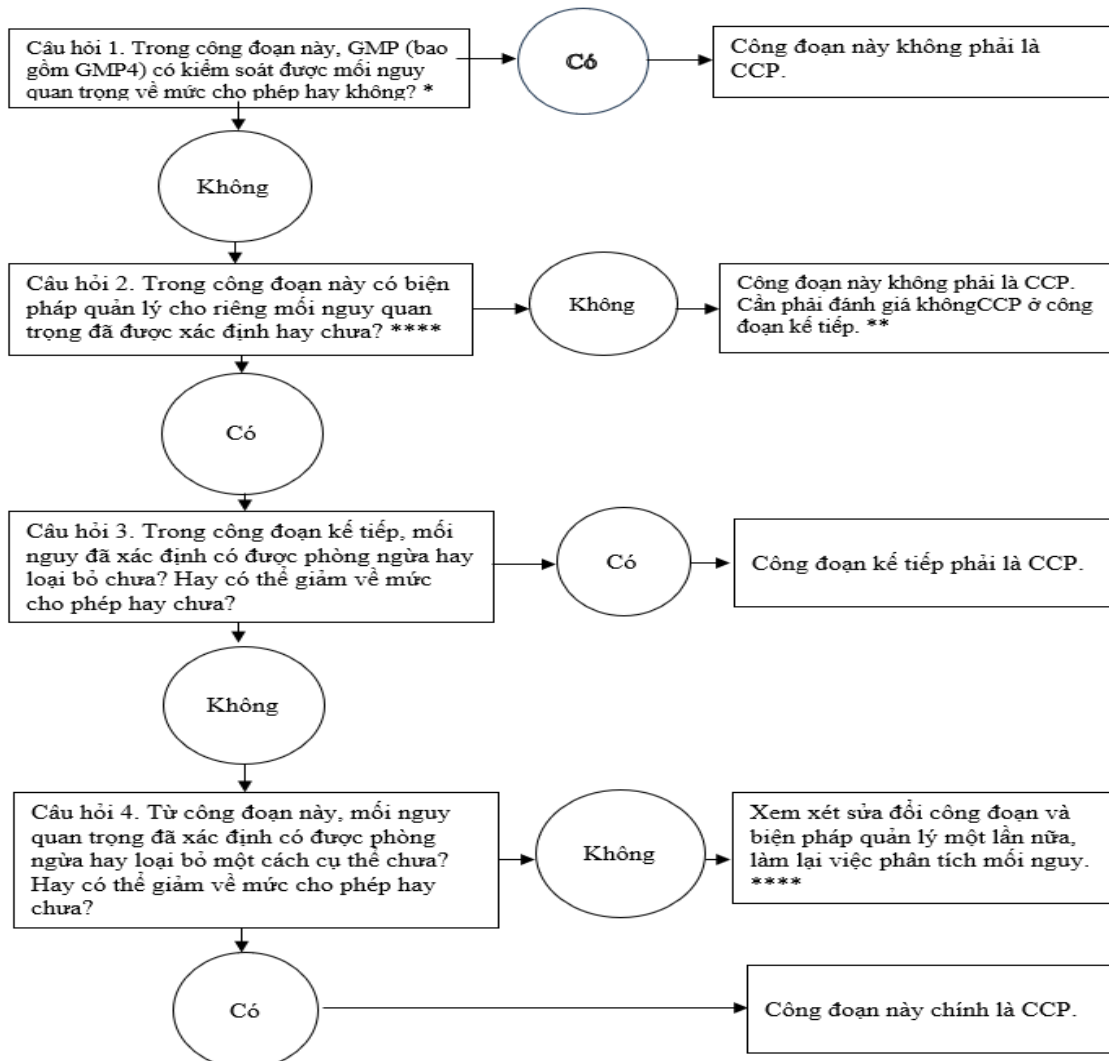 Câu hỏi 1. Trong công đoạn này, GMP (bao
gồm GMP4) có kiểm soát được mối nguy
quan trọng về mức cho phép hay không? *
Có
Công đoạn này không phải là
CCP.
Không
Câu hỏi 2. Trong công đoạn này có biện
pháp quản lý cho riêng mối nguy quan
trọng đã được xác định hay chưa? ****
Không
Công đoạn này không phải là CCP.
Cần phải đánh giá khôngCCP ở công
đoạn kế tiếp. **
Có
Câu hỏi 3. Trong công đoạn kế tiếp, mối
nguy đã xác định có được phòng ngừa hay
loại bỏ chưa? Hay có thể giảm về mức
cho phép hay chưa?
Có
Công đoạn kế tiếp phải là CCP.
Không
Câu hỏi 4. Từ công đoạn này, mối nguy
quan trọng đã xác định có được phòng
ngừa hay loại bỏ một cách cụ thể chưa?
Hay có thể giảm về mức cho phép hay
chưa?
Không
Xem xét sửa đổi công đoạn và
biện pháp quản lý một lần nữa,
làm lại việc phân tích mối nguy.
****
Có
Công đoạn này chính là CCP.